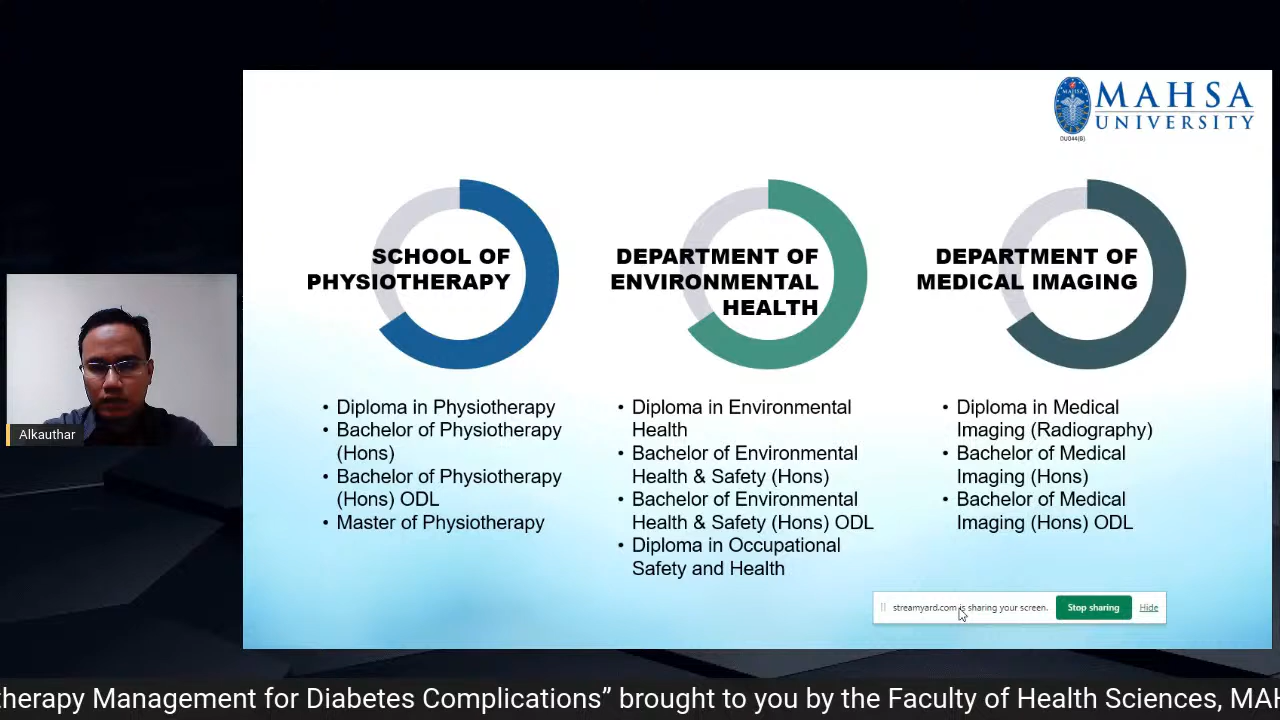 MAHSA
UNIVERSITY
DU044(B)
SCHOOL OF
PHYSIOTHERAPY
• Diploma in Physiotherapy
• Bachelor of Physiotherapy
(Hons)
• Bachelor of Physiotherapy
(Hons) ODL
• Master of Physiotherapy
DEPARTMENT OF
ENVIRONMENTAL
HEALTH
• Diploma in Environmental
Health
• Bachelor of Environmental
Health & Safety (Hons)
• Bachelor of Environmental
Health & Safety (Hons) ODL
• Diploma in Occupational
Safety and Health
DEPARTMENT OF
MEDICAL IMAGING
• Diploma in Medical
Imaging (Radiography)
• Bachelor of Medical
Imaging (Hons)
• Bachelor of Medical
Imaging (Hons) ODL
Alkauthar
streamyard.com is sharing your screen.
Stop sharing
Hide
therapy Management for Diabetes Complications” brought to you by the Faculty of Health Sciences, MAH